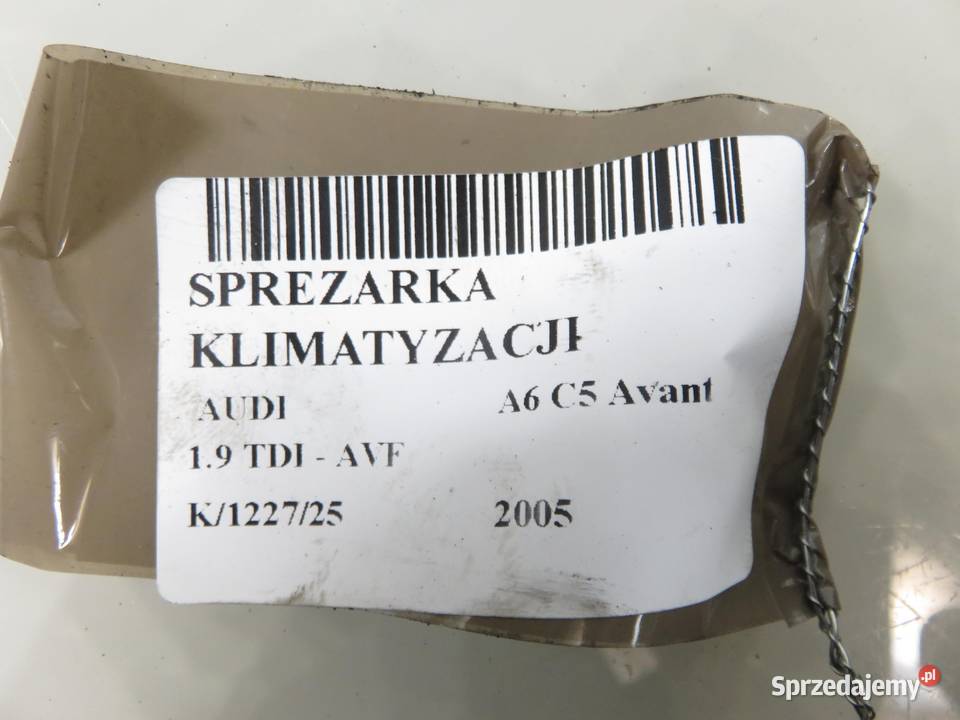 SPREZARKA
KLIMATYZACJI
AUDI A6 C5 Avant
1.9 TDI - AVF
K/1227/25 2005
Sprzedajemy.pl